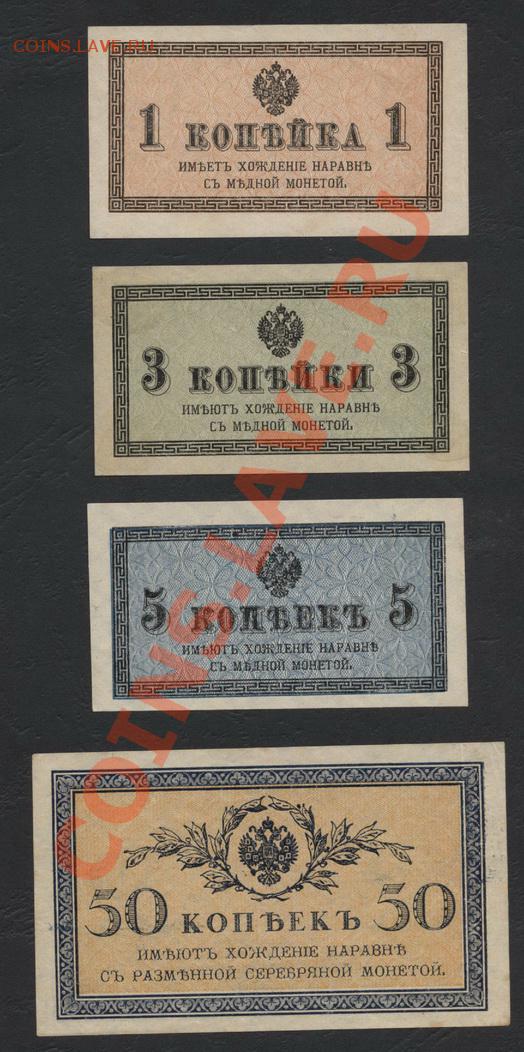 COINS.LAVE.RU
1 КОПѢЙКА 1
ИМѢЕТЪ ХОЖДЕНІЕ НАРАВНѢ
СЪ МѢДНОЙ МОНЕТОЙ.
3 КОПѢЙКИ 3
ИМѢЮТЪ ХОЖДЕНІЕ НАРАВНѢ
СЪ МѢДНОЙ МОНЕТОЙ.
5 КОПѢЕКЪ 5
ИМѢЮТЪ ХОЖДЕНІЕ НАРАВНѢ
СЪ МѢДНОЙ МОНЕТОЙ.
50 КОПѢЕКЪ 50
ИМѢЮТЪ ХОЖДЕНІЕ НАРАВНѢ
СЪ РАЗМѢННОЙ СЕРЕБРЯНОЙ МОНЕТОЙ.
COINS.LAVE.RU